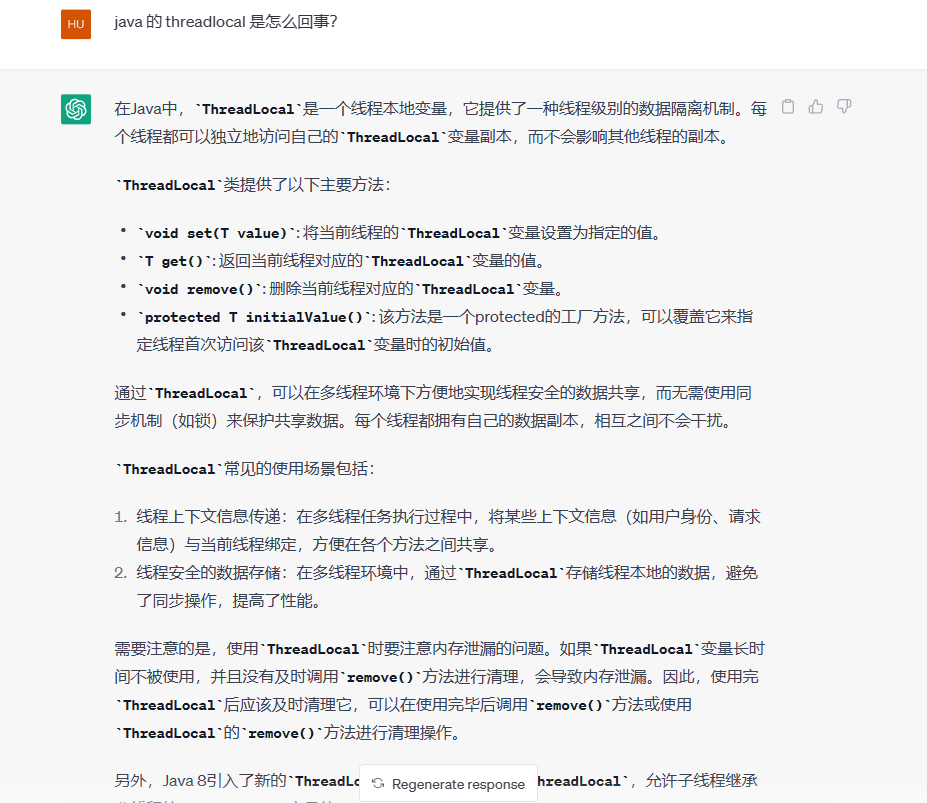 HU
java 的 threadlocal 是怎么回事?
在Java中，`ThreadLocal`是一个线程本地变量，它提供了一种线程级别的数据隔离机制。每
个线程都可以独立地访问自己的`ThreadLocal`变量副本，而不会影响其他线程的副本。
`ThreadLocal`类提供了以下主要方法：
• `void set(T value)`: 将当前线程的`ThreadLocal`变量设置为指定的值。
• `T get()`: 返回当前线程对应的`ThreadLocal`变量的值。
• `void remove()`: 删除当前线程对应的`ThreadLocal`变量。
• `protected T initialValue()`: 该方法是一个protected的工厂方法，可以覆盖它来指
定线程首次访问该`ThreadLocal`变量时的初始值。
通过`ThreadLocal`，可以在多线程环境下方便地实现线程安全的数据共享，而无需使用同
步机制（如锁）来保护共享数据。每个线程都拥有自己的数据副本，相互之间不会干扰。
`ThreadLocal`常见的使用场景包括：
1. 线程上下文信息传递：在多线程任务执行过程中，将某些上下文信息（如用户身份、请求
信息）与当前线程绑定，方便在各个方法之间共享。
2. 线程安全的数据存储：在多线程环境中，通过`ThreadLocal`存储线程本地的数据，避免
了同步操作，提高了性能。
需要注意的是，使用`ThreadLocal`时要注意内存泄漏的问题。如果`ThreadLocal`变量长时
间不被使用，并且没有及时调用`remove()`方法进行清理，会导致内存泄漏。因此，使用完
`ThreadLocal`后应该及时清理它，可以在使用完毕后调用`remove()`方法或使用
`ThreadLocal`的`remove()`方法进行清理操作。
另外，Java 8引入了新的`ThreadLo hreadLocal`，允许子线程继承
Regenerate response